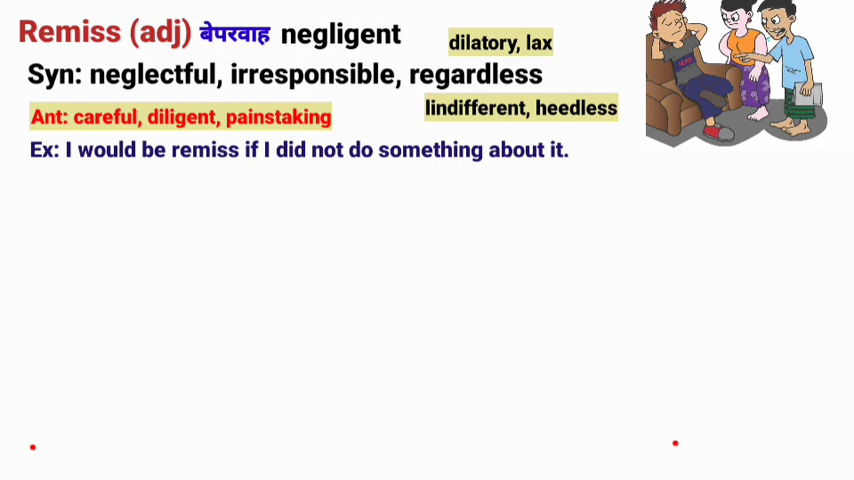 Remiss (adj) बेपरवाह negligent
dilatory, lax
Syn: neglectful, irresponsible, regardless
lindifferent, heedless
Ant: careful, diligent, painstaking
Ex: I would be remiss if I did not do something about it.